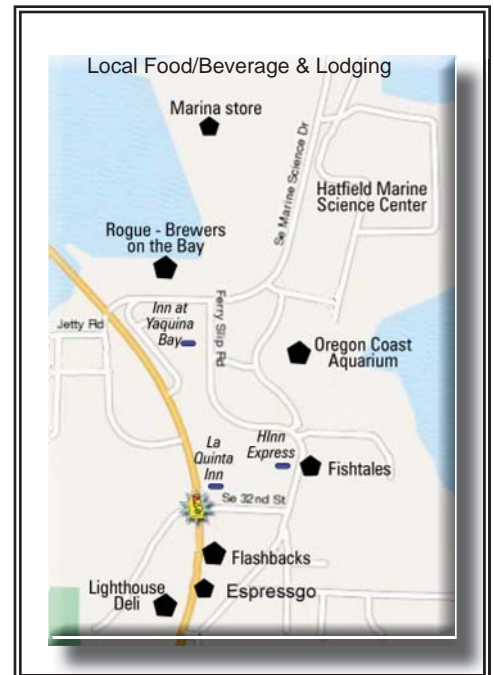 Local Food/Beverage & Lodging
Marina store
Se Marine Science Dr
Hatfield Marine
Science Center
Rogue - Brewers
on the Bay
Inn at
Yaquina
Bay
Jetty Rd
Ferry Slip Rd
Oregon Coast
Aquarium
La
Quinta
Inn
HInn
Express
Fishtales
Se 32nd St
Flashbacks
Espressgo
Lighthouse
Deli